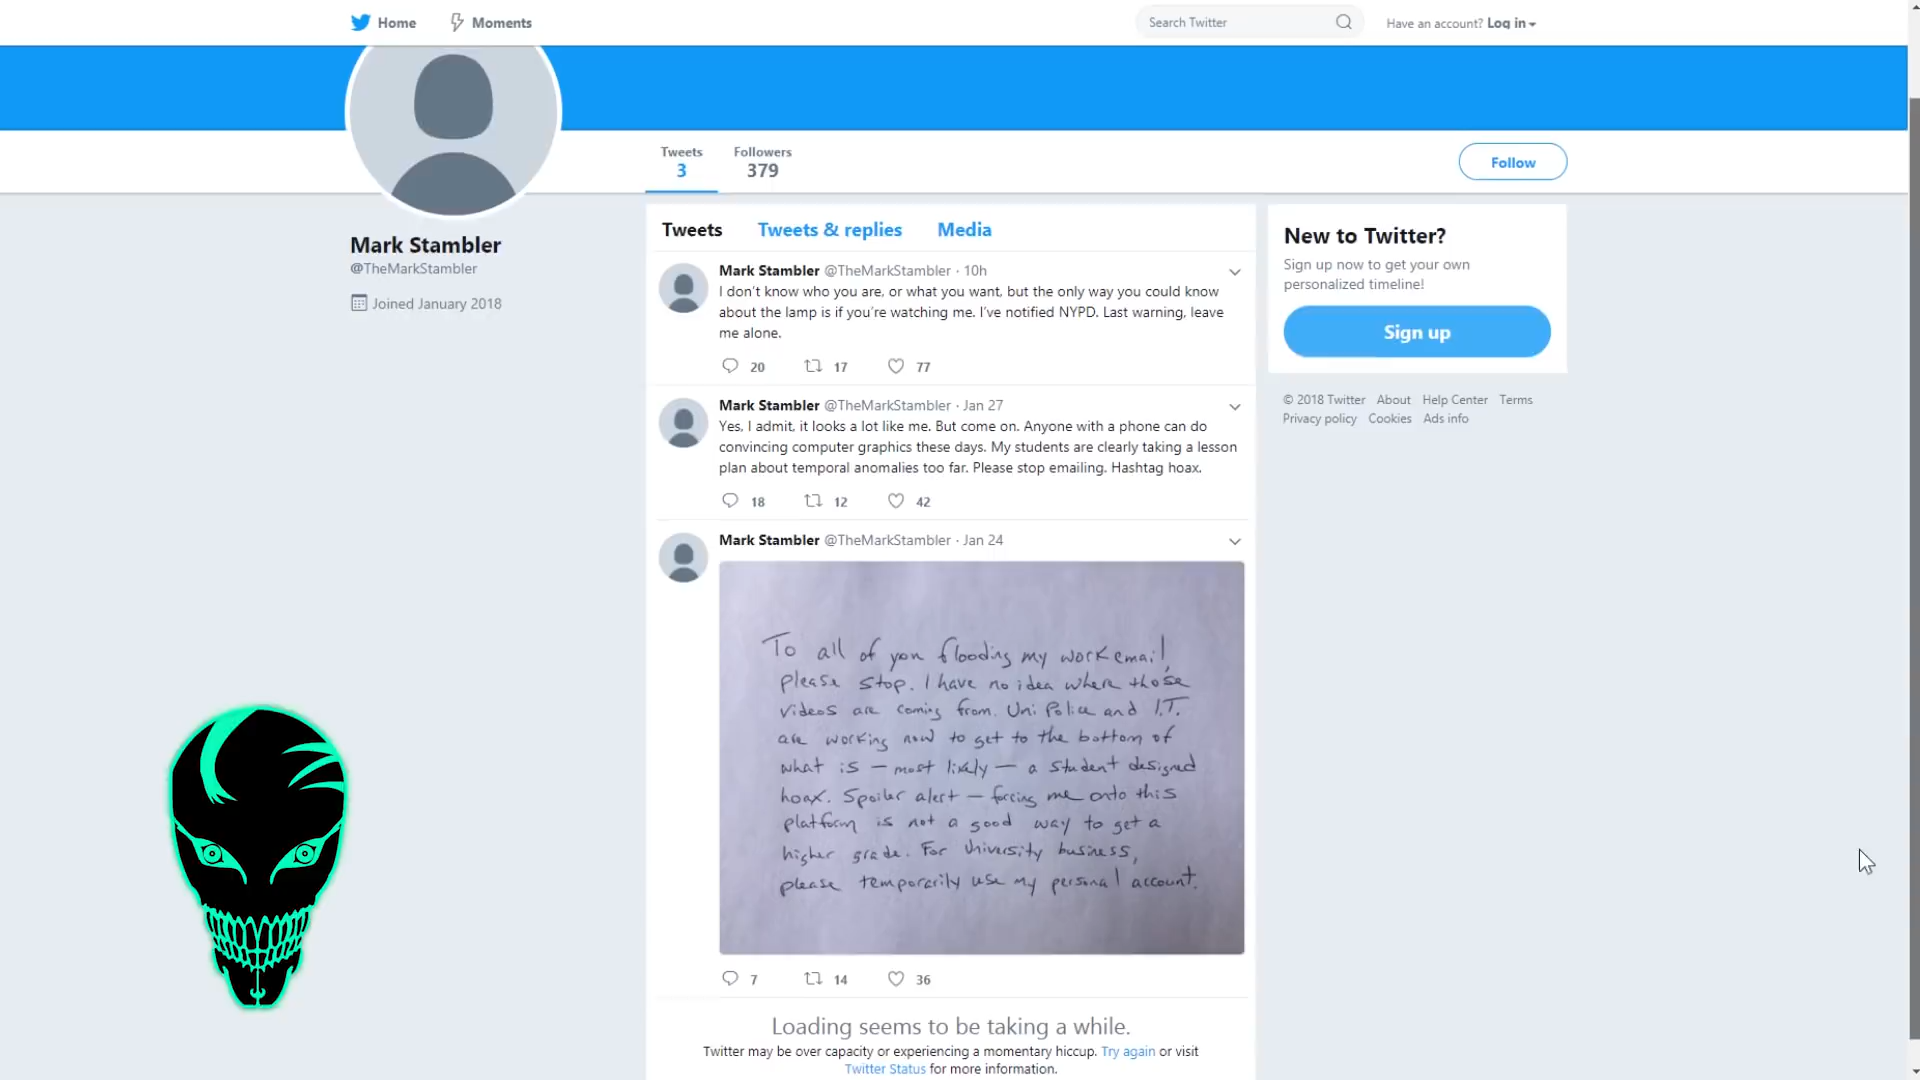 Home
Moments
Search Twitter
Have an account? Log in
Tweets
3
Followers
379
Follow
Mark Stambler
@TheMarkStambler
Joined January 2018
Tweets
Tweets & replies
Media
Mark Stambler @TheMarkStambler · 10h
I don't know who you are, or what you want, but the only way you could know
about the lamp is if you're watching me. I've notified NYPD. Last warning, leave
me alone.
20
17
77
Mark Stambler @TheMarkStambler · Jan 27
Yes, I admit, it looks a lot like me. But come on. Anyone with a phone can do
convincing computer graphics these days. My students are clearly taking a lesson
plan about temporal anomalies too far. Please stop emailing. Hashtag hoax.
18
12
42
Mark Stambler @TheMarkStambler · Jan 24
To all of you flooding my work email,
please stop. I have no idea where those
videos are coming from. Uni Police and I.T.
are working now to get to the bottom of
what is — most likely — a student designed
hoax. Spoiler alert — forcing me onto this
platform is not a good way to get a
higher grade. For University business,
please temporarily use my personal account.
7
14
36
Loading seems to be taking a while.
Twitter may be over capacity or experiencing a momentary hiccup. Try again or visit
Twitter Status for more information.
New to Twitter?
Sign up now to get your own
personalized timeline!
Sign up
© 2018 Twitter About Help Center Terms
Privacy policy Cookies Ads info